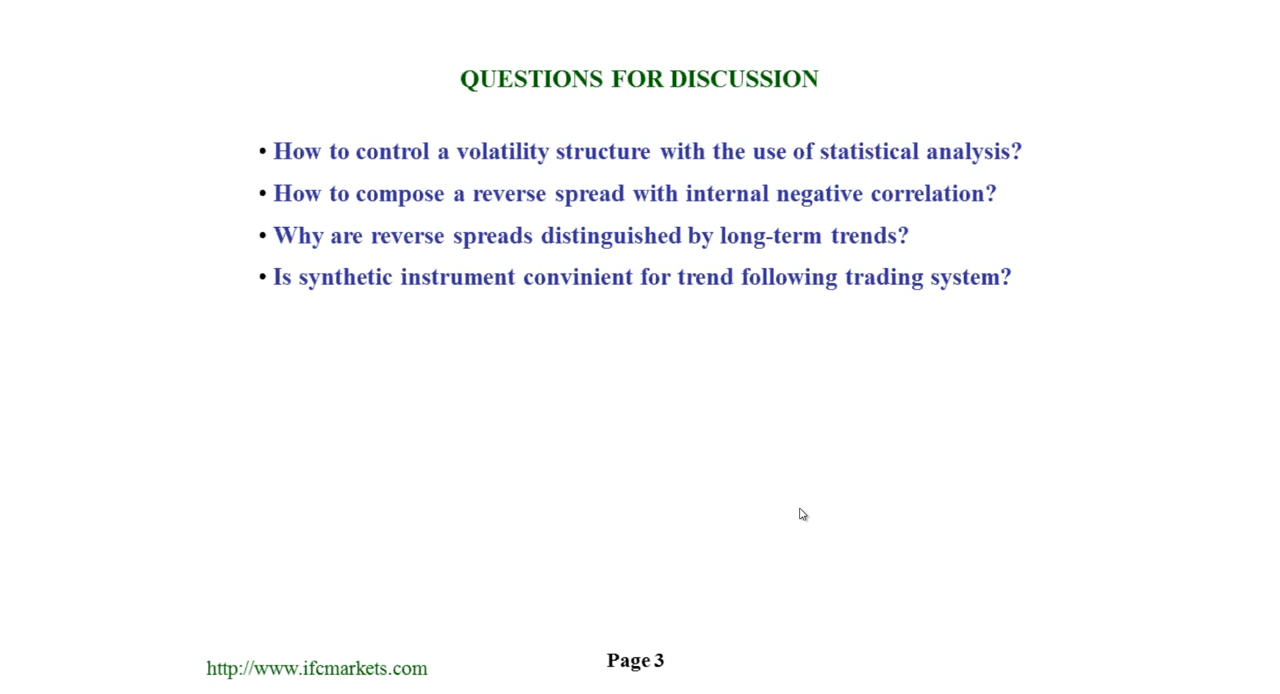 QUESTIONS FOR DISCUSSION
• How to control a volatility structure with the use of statistical analysis?
• How to compose a reverse spread with internal negative correlation?
• Why are reverse spreads distinguished by long-term trends?
• Is synthetic instrument convinient for trend following trading system?
http://www.ifcmarkets.com
Page 3